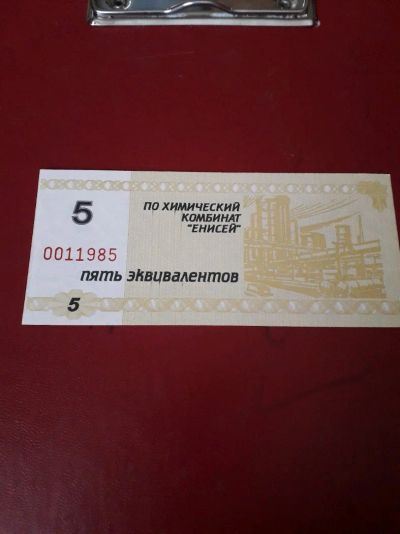 5
ПО ХИМИЧЕСКИЙ
КОМБИНАТ
"ЕНИСЕЙ"
0011985
пять эквивалентов
5